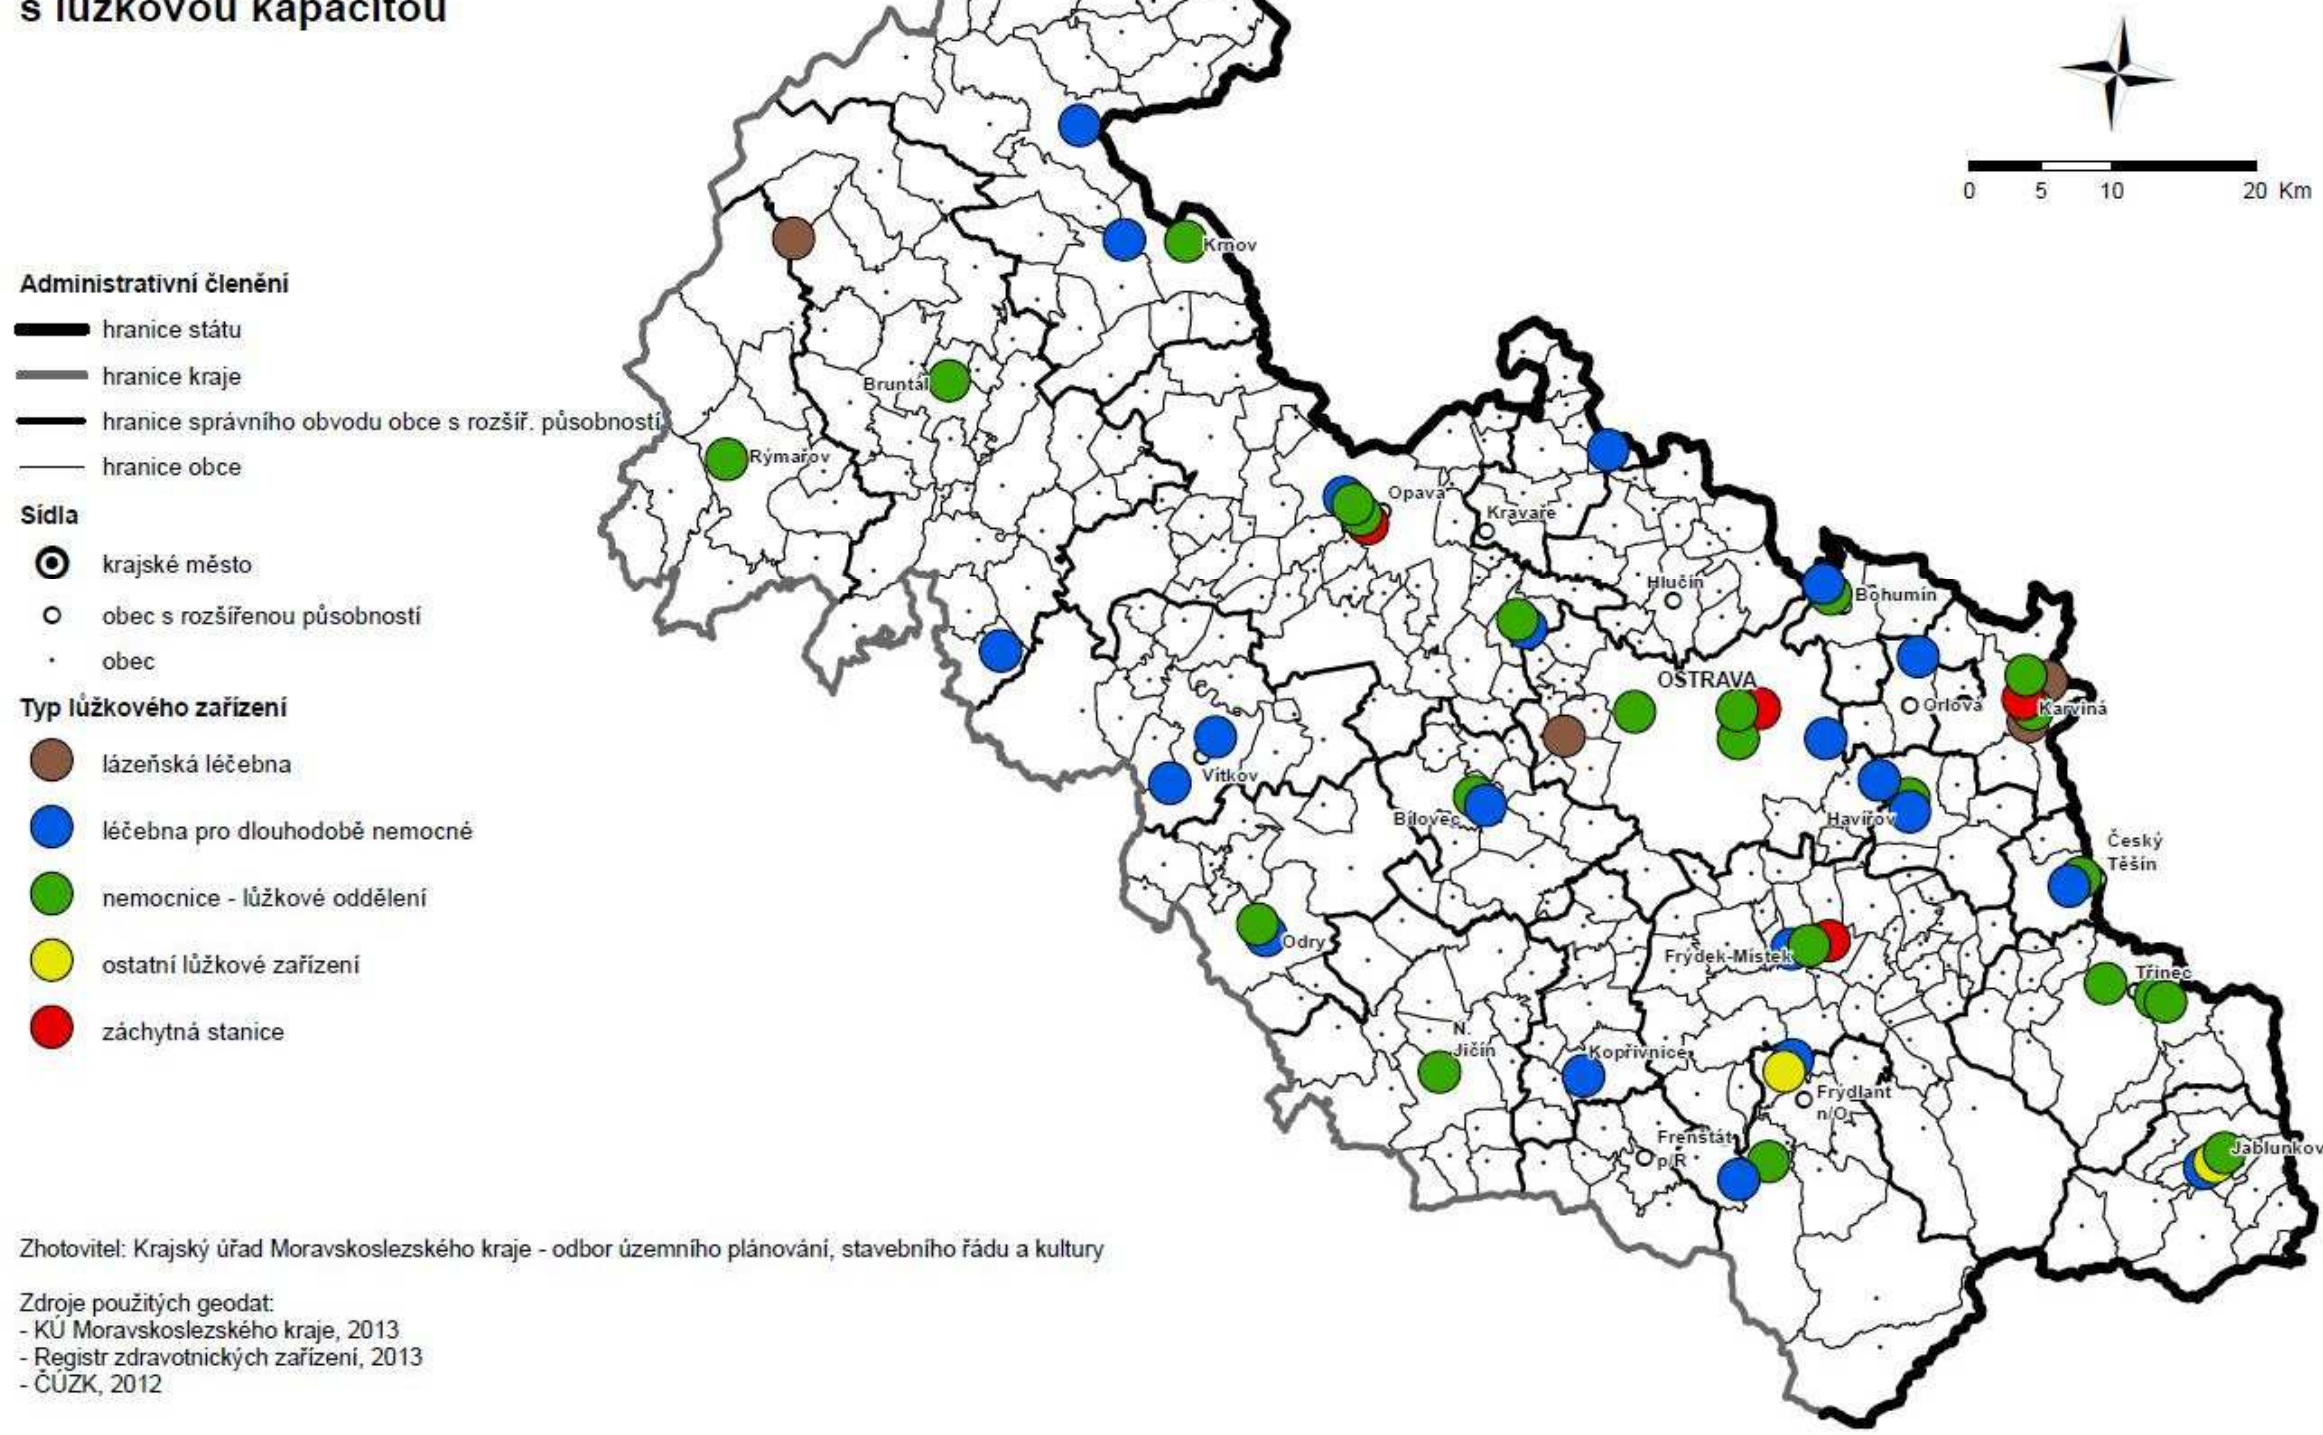 s lůžkovou kapacitou
0 5 10 20 Km
Administrativní členění
hranice státu
hranice kraje
hranice správního obvodu obce s rozšíř. působností
hranice obce
Sídla
krajské město
obec s rozšířenou působností
obec
Typ lůžkového zařízení
lázeňská léčebna
léčebna pro dlouhodobě nemocné
nemocnice - lůžkové oddělení
ostatní lůžkové zařízení
záchytná stanice
Krnov
Bruntál
Rýmařov
Opava
Kravaře
Hlučín
Bohumín
OSTRAVA
Orlová
Karviná
Vítkov
Bílovec
Havířov
Český
Těšín
Odry
Frýdek-Místek
Třinec
N.
Jičín
Kopřivnice
Frýdlant
n/O.
Frenštát
p/R
Jablunkov
Zhotovitel: Krajský úřad Moravskoslezského kraje - odbor územního plánování, stavebního řádu a kultury
Zdroje použitých geodat:
- KÚ Moravskoslezského kraje, 2013
- Registr zdravotnických zařízení, 2013
- ČÚZK, 2012